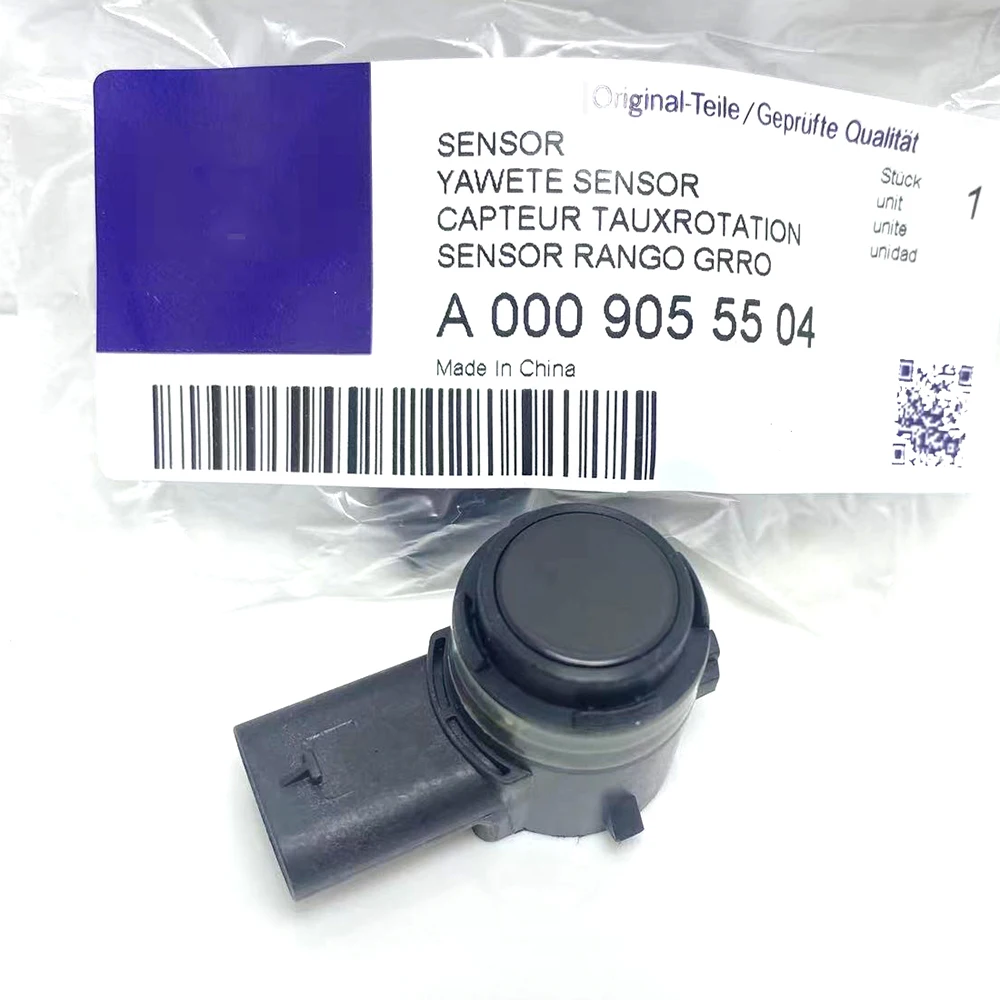 Original-Teile/Geprüfte Qualität
SENSOR
YAWETE SENSOR
CAPTEUR TAUXROTATION
SENSOR RANGO GRRO
Stück
unit
unite
unidad
1
A 000 905 55 04
Made In China